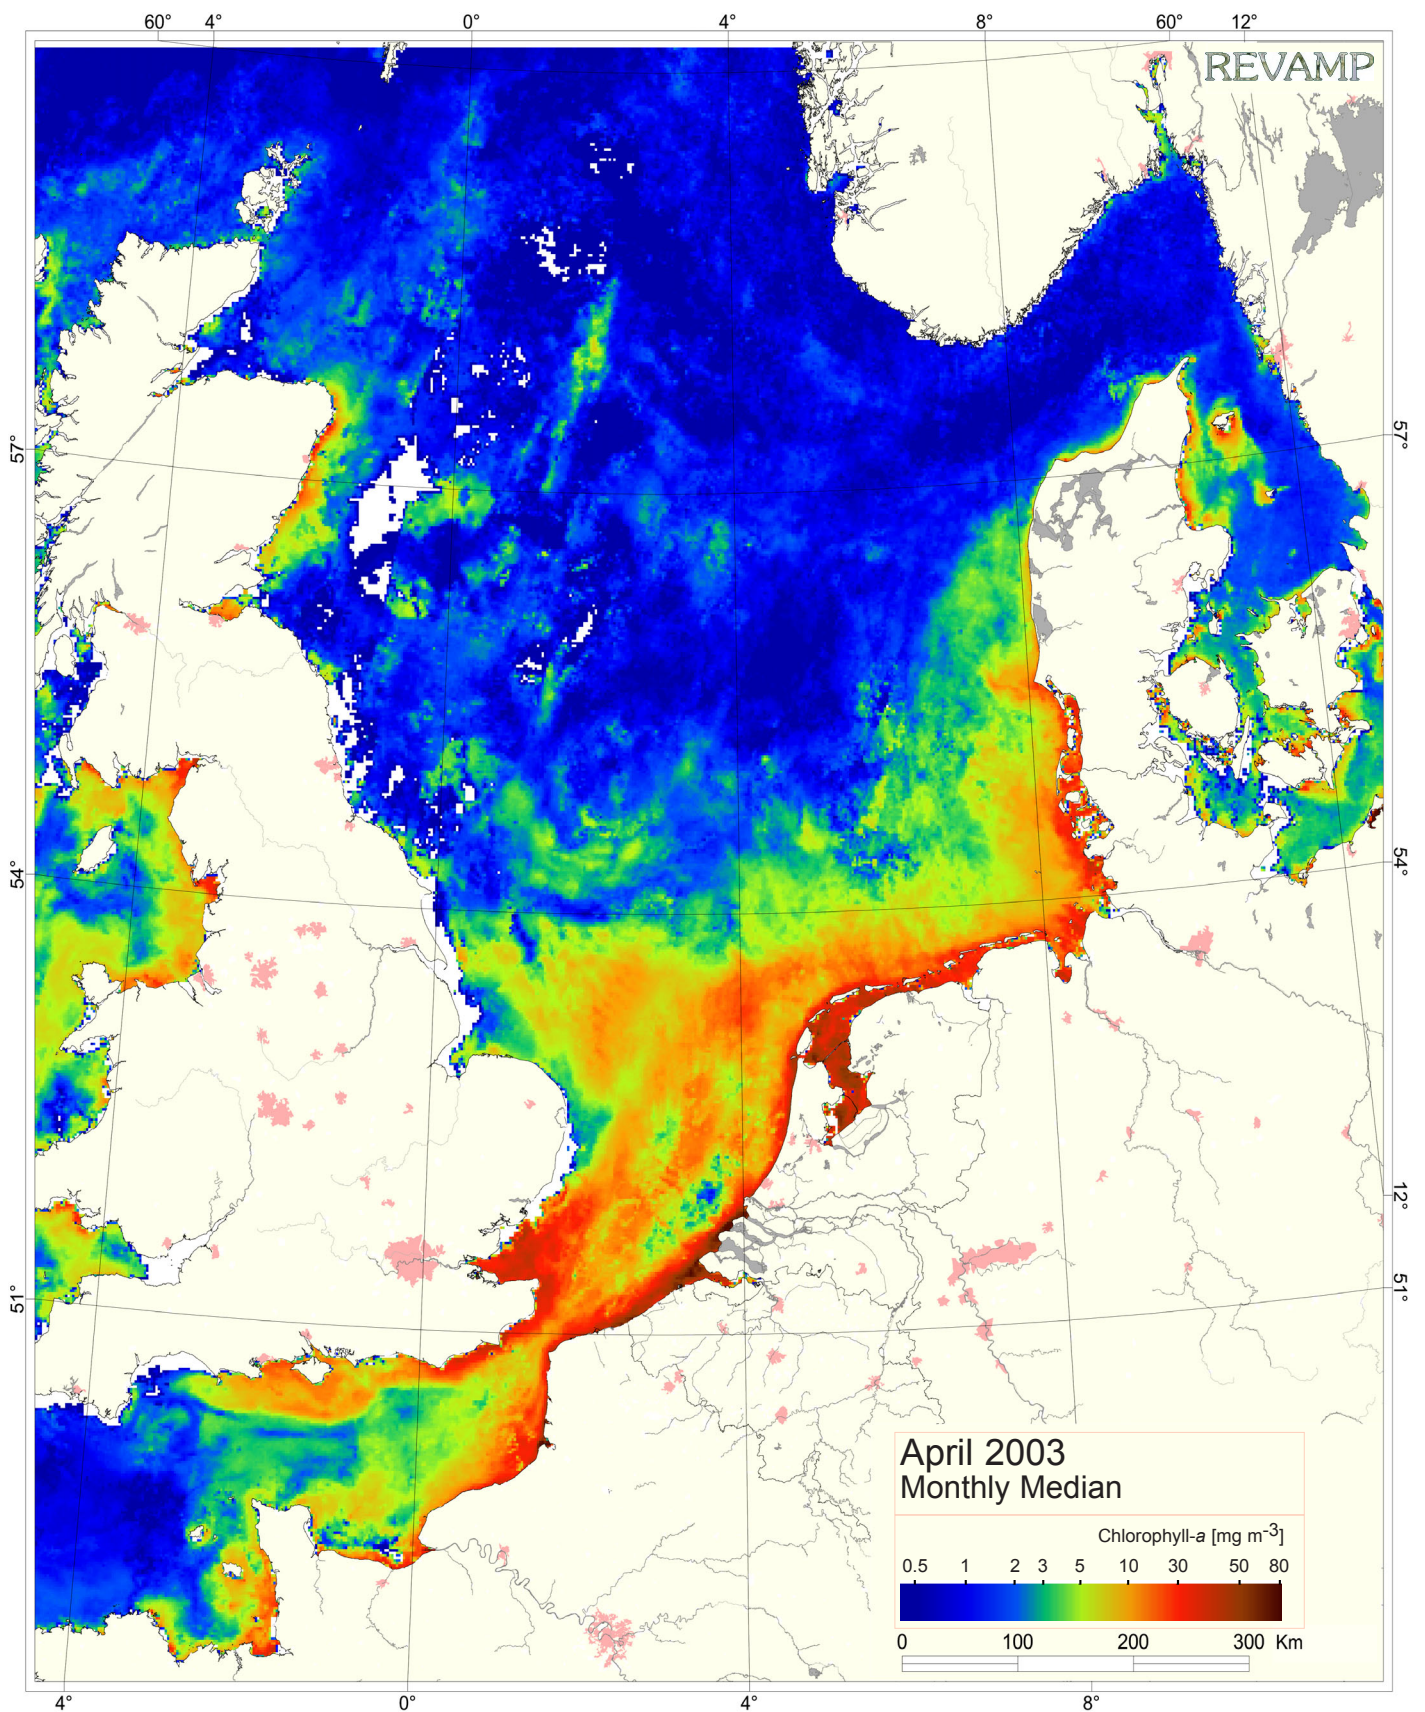 60° 4° 0° 4° 8° 60° 12°
REVAMP
57° 57°
54° 54°
12°
51° 51°
April 2003
Monthly Median
Chlorophyll-a [mg m-3]
0.5 1 2 3 5 10 30 50 80
0 100 200 300 Km
4° 0° 4° 8°